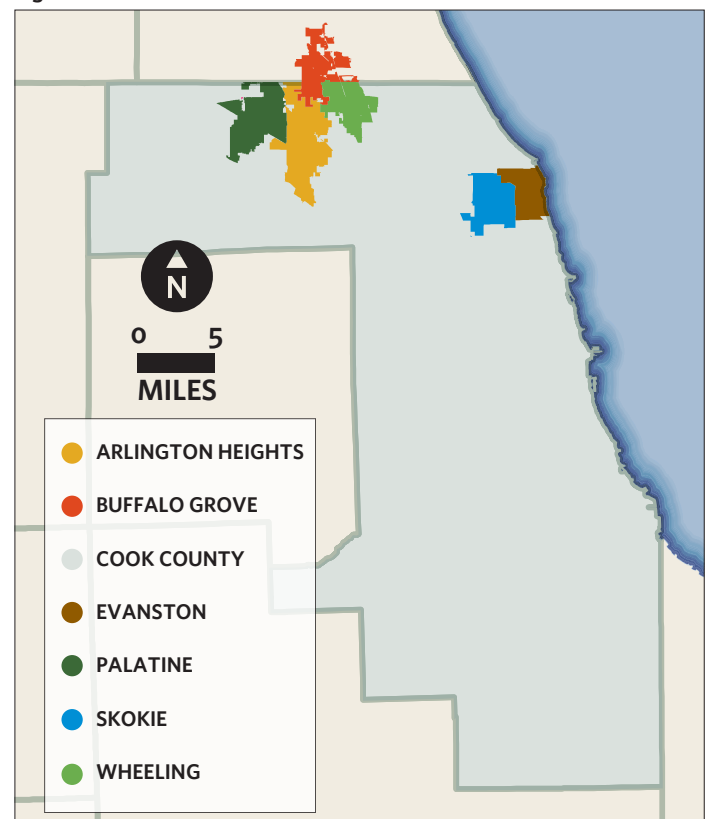 N
0 5
MILES
ARLINGTON HEIGHTS
BUFFALO GROVE
COOK COUNTY
EVANSTON
PALATINE
SKOKIE
WHEELING